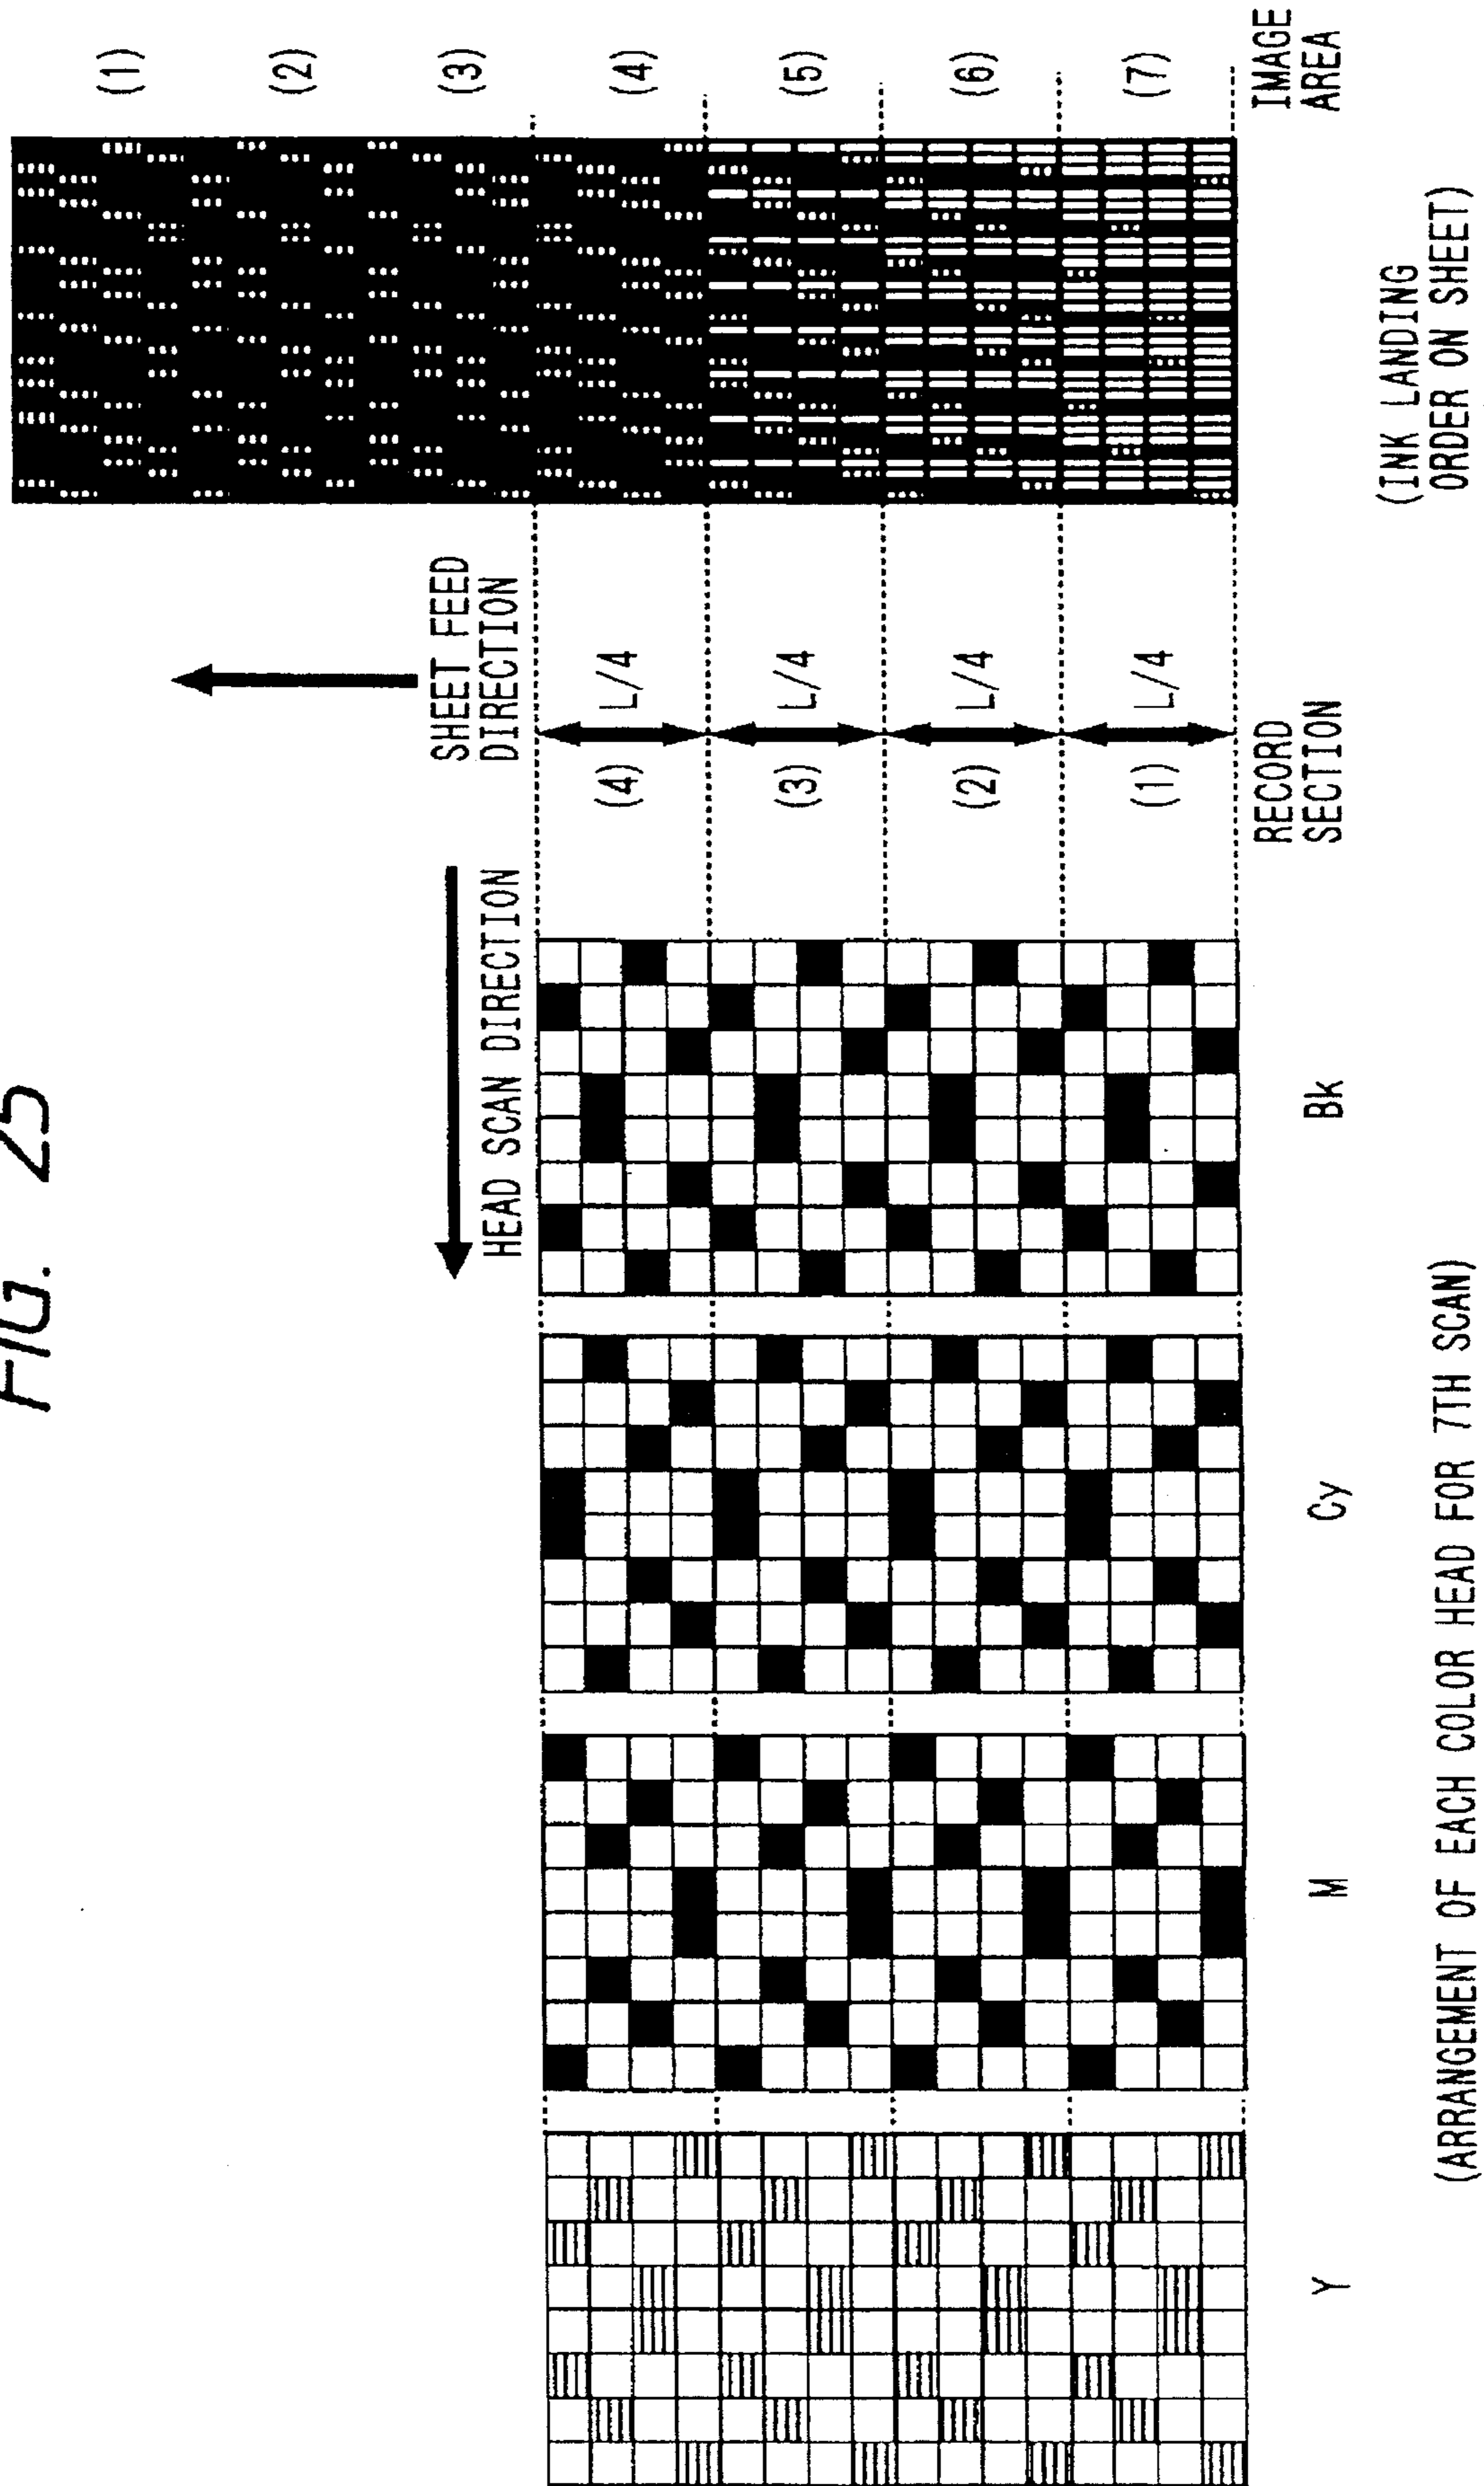 FIG. 25
HEAD SCAN DIRECTION
SHEET FEED
DIRECTION
(1)
(2)
(3)
(4)
(5)
(6)
(7)
IMAGE
AREA
(4)
L/4
(3)
L/4
(2)
L/4
(1)
L/4
RECORD
SECTION
Y
M
Cy
Bk
(ARRANGEMENT OF EACH COLOR HEAD FOR 7TH SCAN)
(INK LANDING
ORDER ON SHEET)